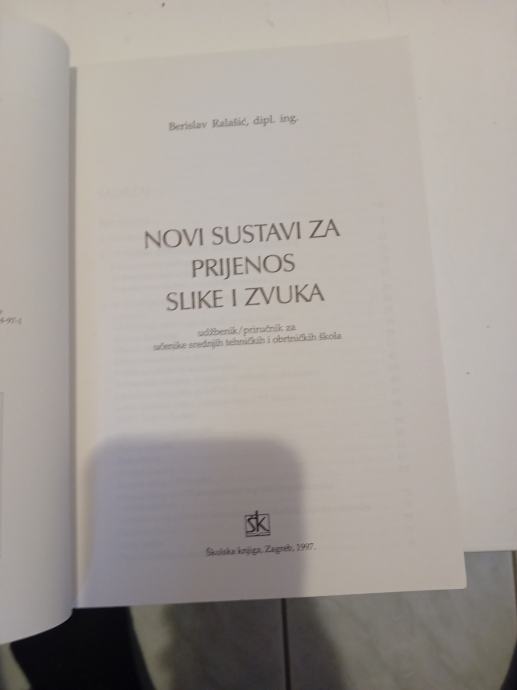 Berislav Ralašić, dipl. ing.
NOVI SUSTAVI ZA
PRIJENOS
SLIKE I ZVUKA
udžbenik/priručnik za
učenike srednjih tehničkih i obrtničkih škola
ŠK
Školska knjiga, Zagreb, 1997.